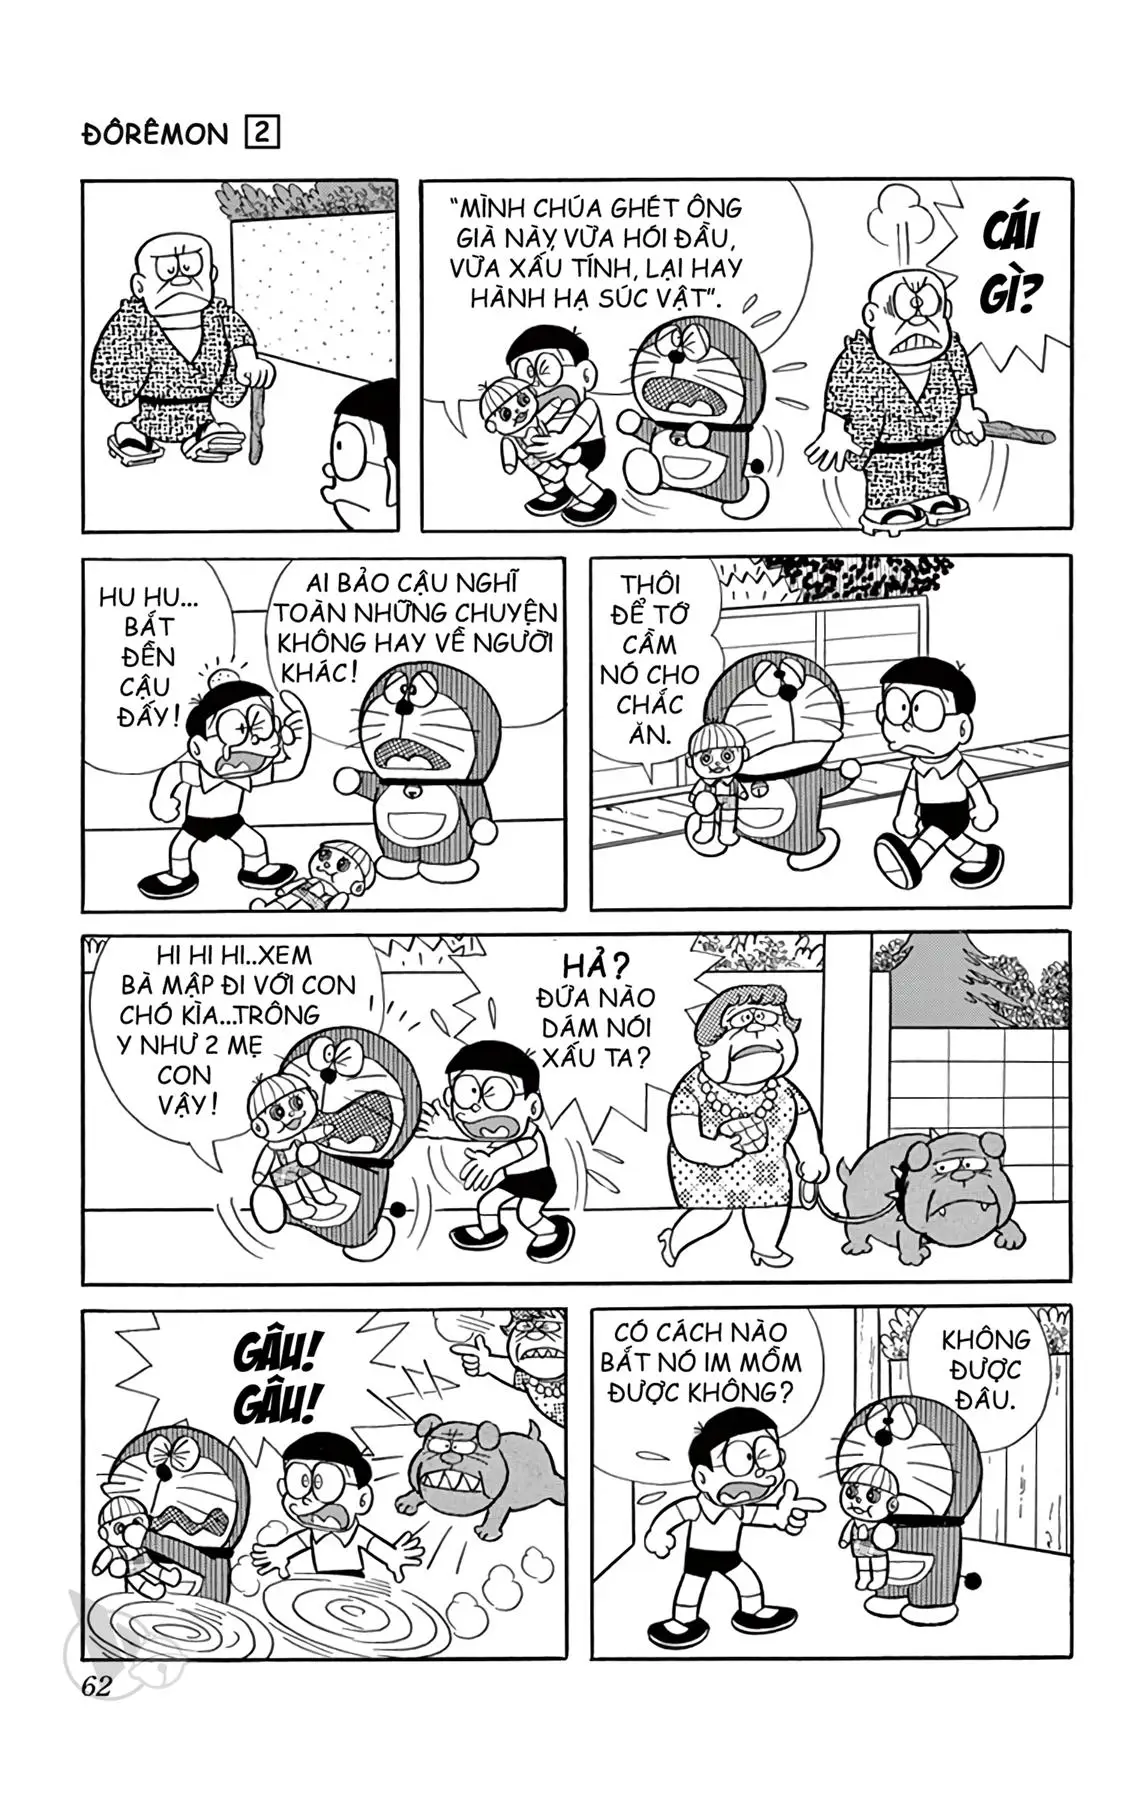 ĐÔRÊMON 2
“MÌNH CHÚA GHÉT ÔNG
GIÀ NÀY, VỪA HÓI ĐẦU,
VỪA XẤU TÍNH, LẠI HAY
HÀNH HẠ SÚC VẬT”.
CÁI
GÌ?
HU HU...
BẮT
ĐỀN
CẬU
ĐẤY!
AI BẢO CẬU NGHĨ
TOÀN NHỮNG CHUYỆN
KHÔNG HAY VỀ NGƯỜI
KHÁC!
THÔI
ĐỂ TỚ
CẦM
NÓ CHO
CHẮC
ĂN.
HI HI HI..XEM
BÀ MẬP ĐI VỚI CON
CHÓ KÌA...TRÔNG
Y NHƯ 2 MẸ
CON
VẬY!
HẢ?
ĐỨA NÀO
DÁM NÓI
XẤU TA?
GÂU!
GÂU!
CÓ CÁCH NÀO
BẮT NÓ IM MỒM
ĐƯỢC KHÔNG?
KHÔNG
ĐƯỢC
ĐÂU.
62